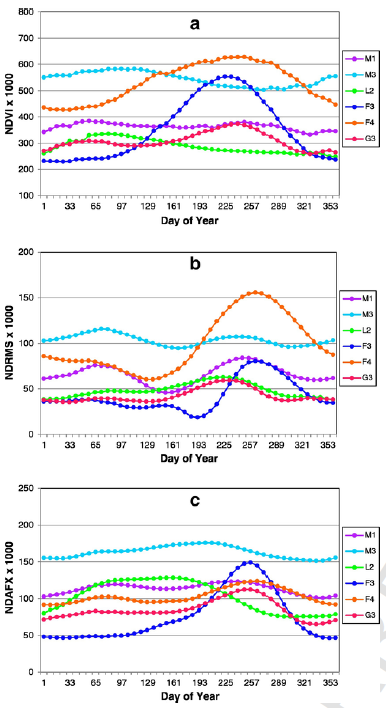 a
800
700
600
500
400
300
200
100
NDVI x 1000
1 33 65 97 129 161 193 225 257 289 321 353
Day of Year
M1
M3
L2
F3
F4
G3
b
200
150
100
50
0
NDRMS x 1000
1 33 65 97 129 161 193 225 257 289 321 353
Day of Year
M1
M3
L2
F3
F4
G3
c
250
200
150
100
50
0
NDAFX x 1000
1 33 65 97 129 161 193 225 257 289 321 353
Day of Year
M1
M3
L2
F3
F4
G3